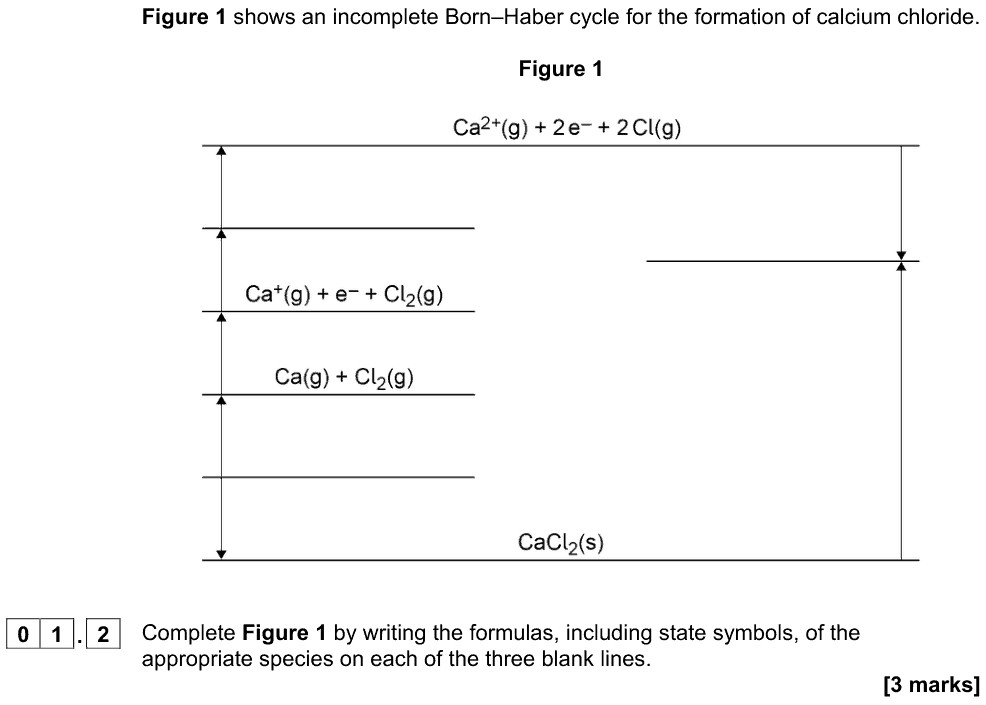 Figure 1 shows an incomplete Born–Haber cycle for the formation of calcium chloride.
Figure 1
Ca²⁺(g) + 2 e⁻ + 2 Cl(g)
Ca⁺(g) + e⁻ + Cl₂(g)
Ca(g) + Cl₂(g)
CaCl₂(s)
0 1 . 2 Complete Figure 1 by writing the formulas, including state symbols, of the
appropriate species on each of the three blank lines.
[3 marks]